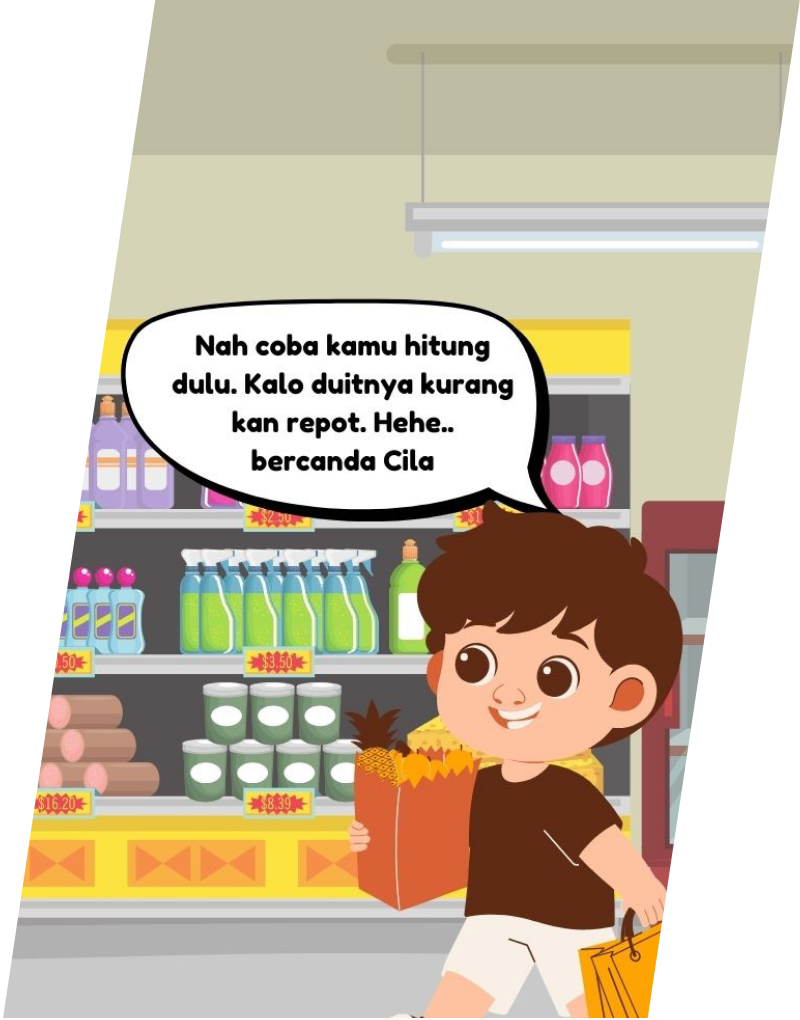 Nah coba kamu hitung
dulu. Kalo duitnya kurang
kan repot. Hehe..
bercanda Cila
$2.50
$3.50
$16.20
$8.39